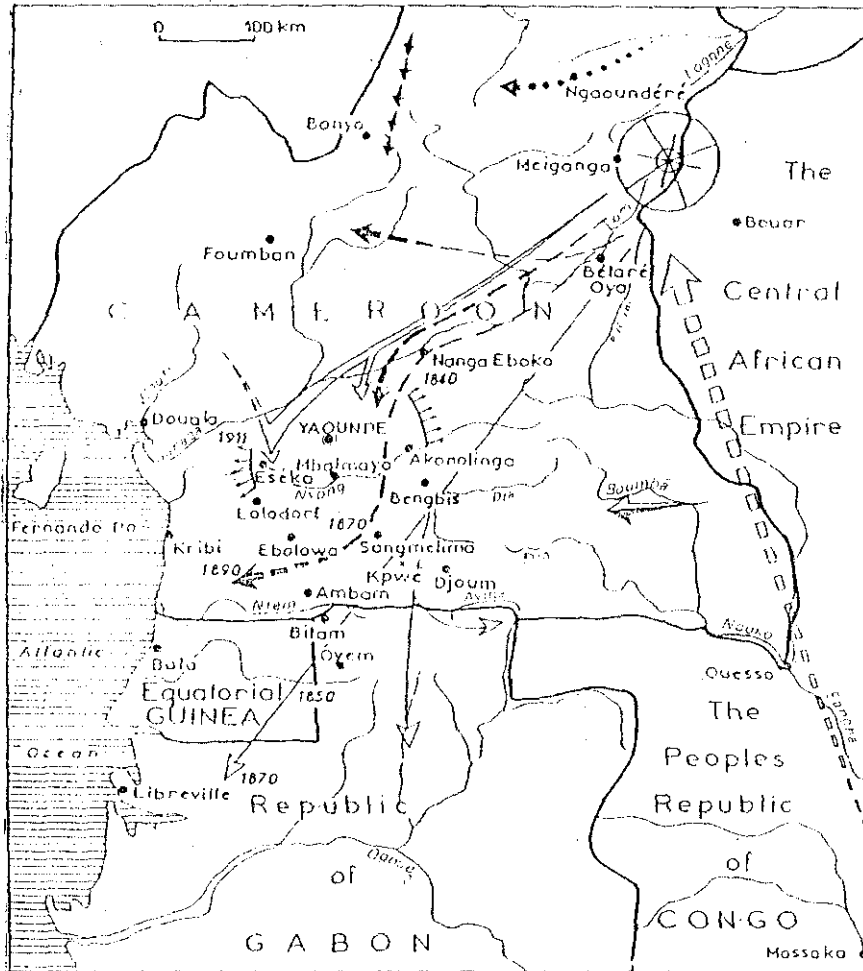 0 100 km
Ngaoundéré
Banyo
Meiganga
The
Bouar
Foumban
Bétaré
Oya
Central
CAMEROON
African
Nanga Eboko
1840
Empire
Douala
1911
YAOUNDE
Eseka
Mbalmayo
Akonolinga
Nyong
Bengbis
Dja
Boumba
Lolodorf
Fernando Po
1870
Kribi
Ebolowa
Sangmelima
1890
Kpwe
Djoum
Ambam
Ntem
Ayina
Bitam
Ngoko
Atlantic
Bata
Oyem
Ouesso
Equatorial
1850
GUINEA
The
Ocean
Peoples
1870
Libreville
Republic
Republic
of
of
CONGO
GABON
Mossaka